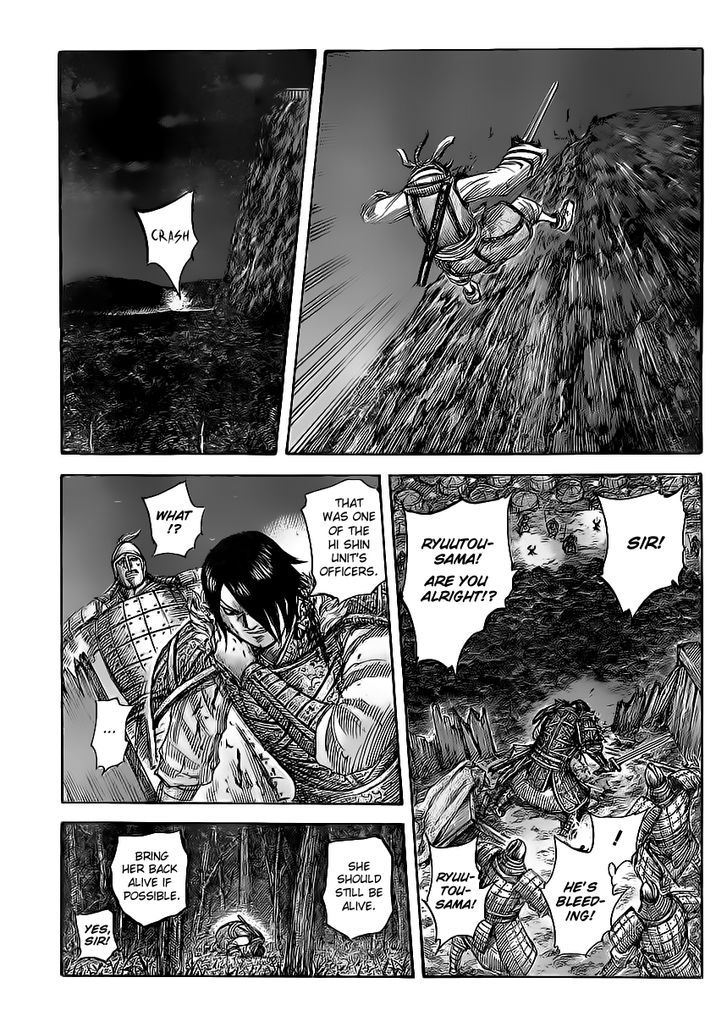 CRASH
SIR!
RYUUTOU-
SAMA!
ARE YOU
ALRIGHT!?
!
HE'S
BLEED-
ING!
RYUU-
TOU-
SAMA!
THAT
WAS ONE
OF THE
HI SHIN
UNIT'S
OFFICERS.
WHAT
!?
...
SHE
SHOULD
STILL BE
ALIVE.
BRING
HER BACK
ALIVE IF
POSSIBLE.
YES,
SIR!